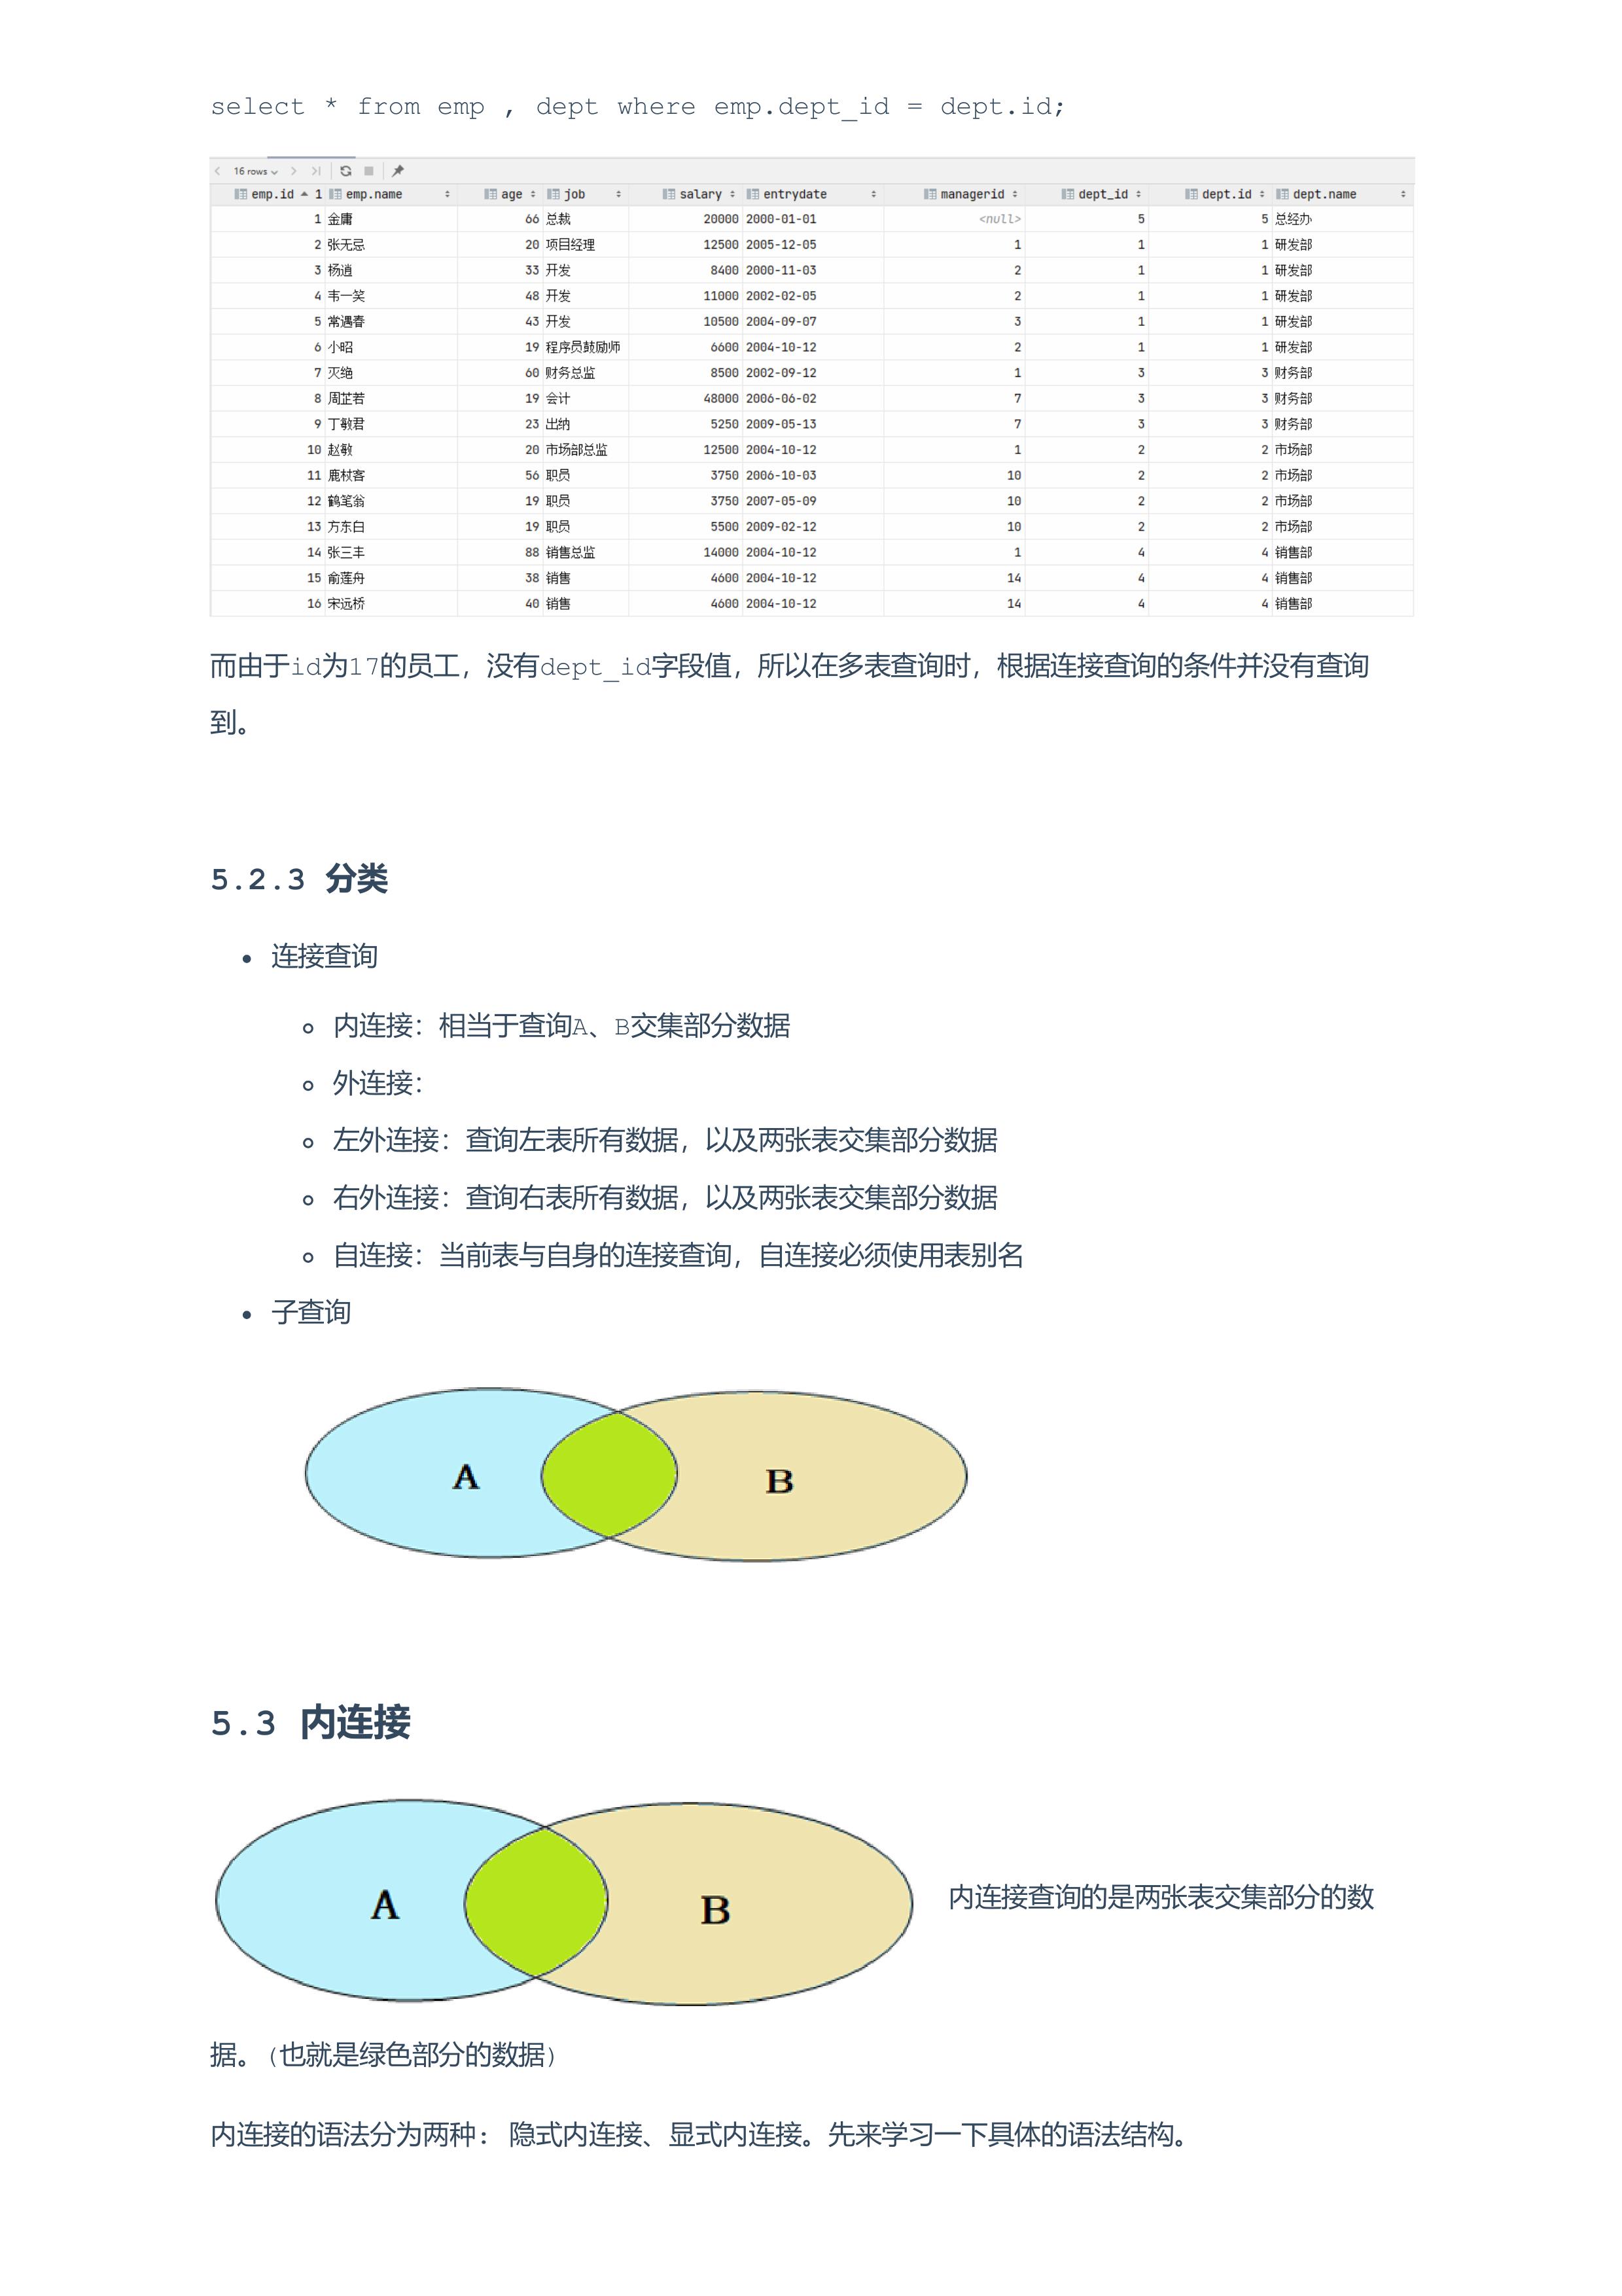 select * from emp , dept where emp.dept_id = dept.id;
16 rows
emp.id 1 emp.name age job salary entrydate managerid dept_id dept.id dept.name
1 金庸 66 总裁 20000 2000-01-01 <null> 5 5 总经办
2 张无忌 20 项目经理 12500 2005-12-05 1 1 1 研发部
3 杨逍 33 开发 8400 2000-11-03 2 1 1 研发部
4 韦一笑 48 开发 11000 2002-02-05 2 1 1 研发部
5 常遇春 43 开发 10500 2004-09-07 3 1 1 研发部
6 小昭 19 程序员鼓励师 6600 2004-10-12 2 1 1 研发部
7 灭绝 60 财务总监 8500 2002-09-12 1 3 3 财务部
8 周芷若 19 会计 48000 2006-06-02 7 3 3 财务部
9 丁敏君 23 出纳 5250 2009-05-13 7 3 3 财务部
10 赵敏 20 市场部总监 12500 2004-10-12 1 2 2 市场部
11 鹿杖客 56 职员 3750 2006-10-03 10 2 2 市场部
12 鹤笔翁 19 职员 3750 2007-05-09 10 2 2 市场部
13 方东白 19 职员 5500 2009-02-12 10 2 2 市场部
14 张三丰 88 销售总监 14000 2004-10-12 1 4 4 销售部
15 俞莲舟 38 销售 4600 2004-10-12 14 4 4 销售部
16 宋远桥 40 销售 4600 2004-10-12 14 4 4 销售部
而由于id为17的员工，没有dept_id字段值，所以在多表查询时，根据连接查询的条件并没有查询
到。
5.2.3 分类
• 连接查询
◦ 内连接：相当于查询A、B交集部分数据
◦ 外连接：
◦ 左外连接：查询左表所有数据，以及两张表交集部分数据
◦ 右外连接：查询右表所有数据，以及两张表交集部分数据
◦ 自连接：当前表与自身的连接查询，自连接必须使用表别名
• 子查询
A B
5.3 内连接
A B 内连接查询的是两张表交集部分的数
据。(也就是绿色部分的数据)
内连接的语法分为两种: 隐式内连接、显式内连接。先来学习一下具体的语法结构。